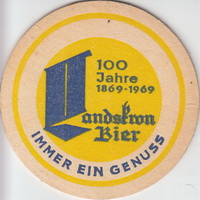 100
Jahre
1869-1969
Landskron
Bier
IMMER EIN GENUSS